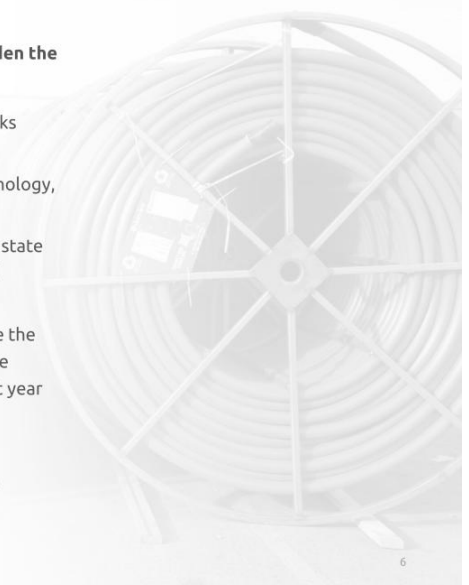 den the
ks
nology,
state
e the
e
t year
6